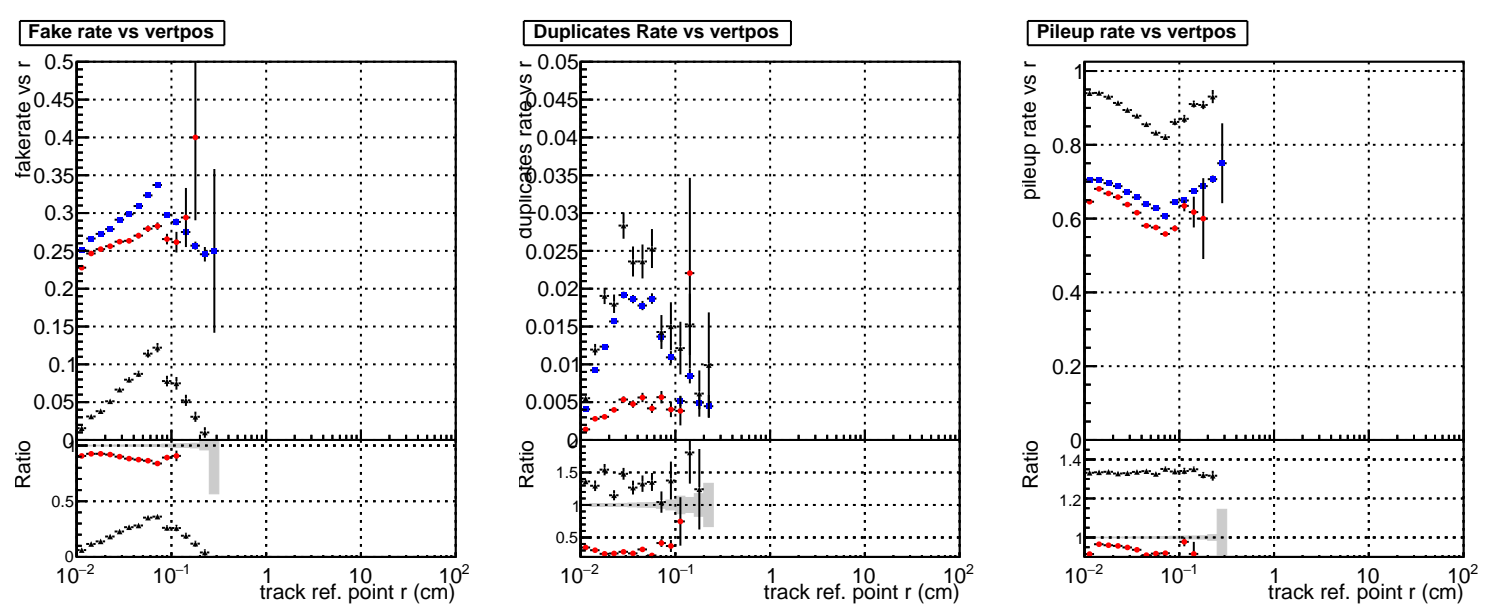 Fake rate vs vertpos
fakerate vs r
0.5
0.45
0.4
0.35
0.3
0.25
0.2
0.15
0.1
0.05
0
Ratio
0.5
0
10⁻² 10⁻¹ 1 10 10²
track ref. point r (cm)
Duplicates Rate vs vertpos
duplicates rate vs r
0.05
0.045
0.04
0.035
0.03
0.025
0.02
0.015
0.01
0.005
0
Ratio
1.5
1
0.5
10⁻² 10⁻¹ 1 10 10²
track ref. point r (cm)
Pileup rate vs vertpos
pileup rate vs r
1
0.8
0.6
0.4
0.2
0
Ratio
1.4
1.2
1
10⁻² 10⁻¹ 1 10 10²
track ref. point r (cm)